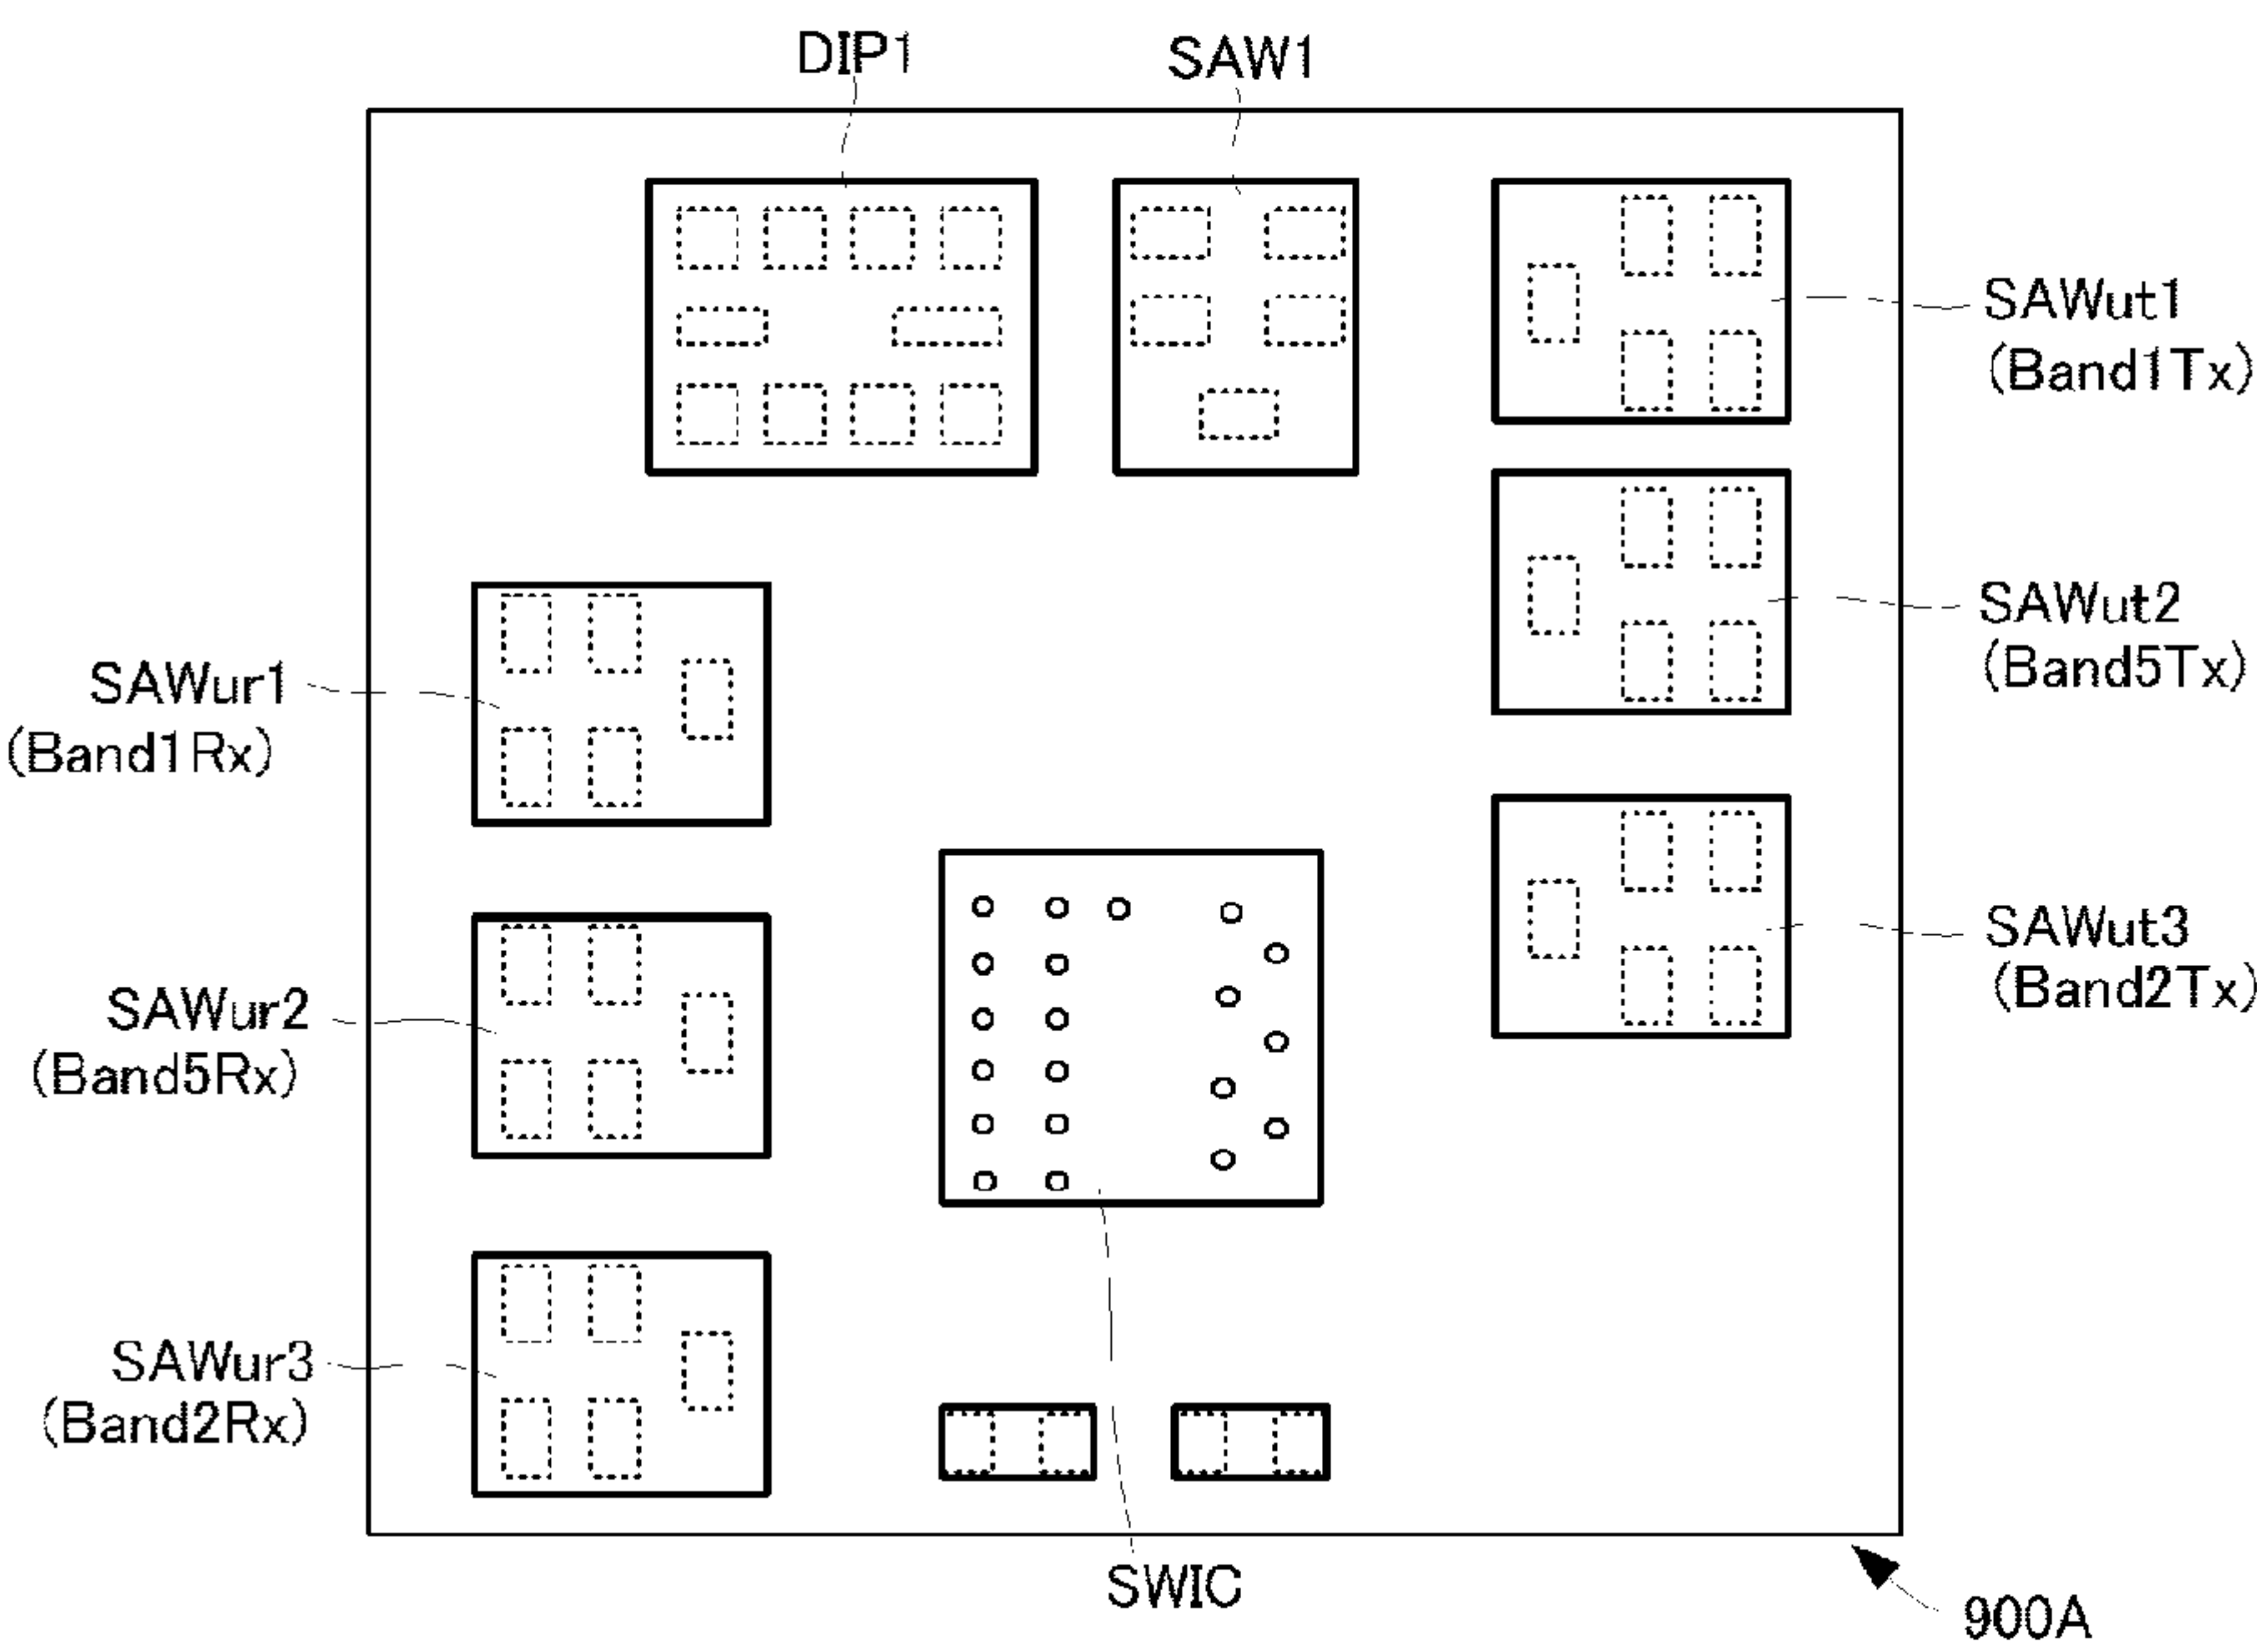 DIP1
SAW1
SAWut1
(Band1Tx)
SAWut2
(Band5Tx)
SAWur1
(Band1Rx)
SAWut3
(Band2Tx)
SAWur2
(Band5Rx)
SAWur3
(Band2Rx)
SWIC
900A